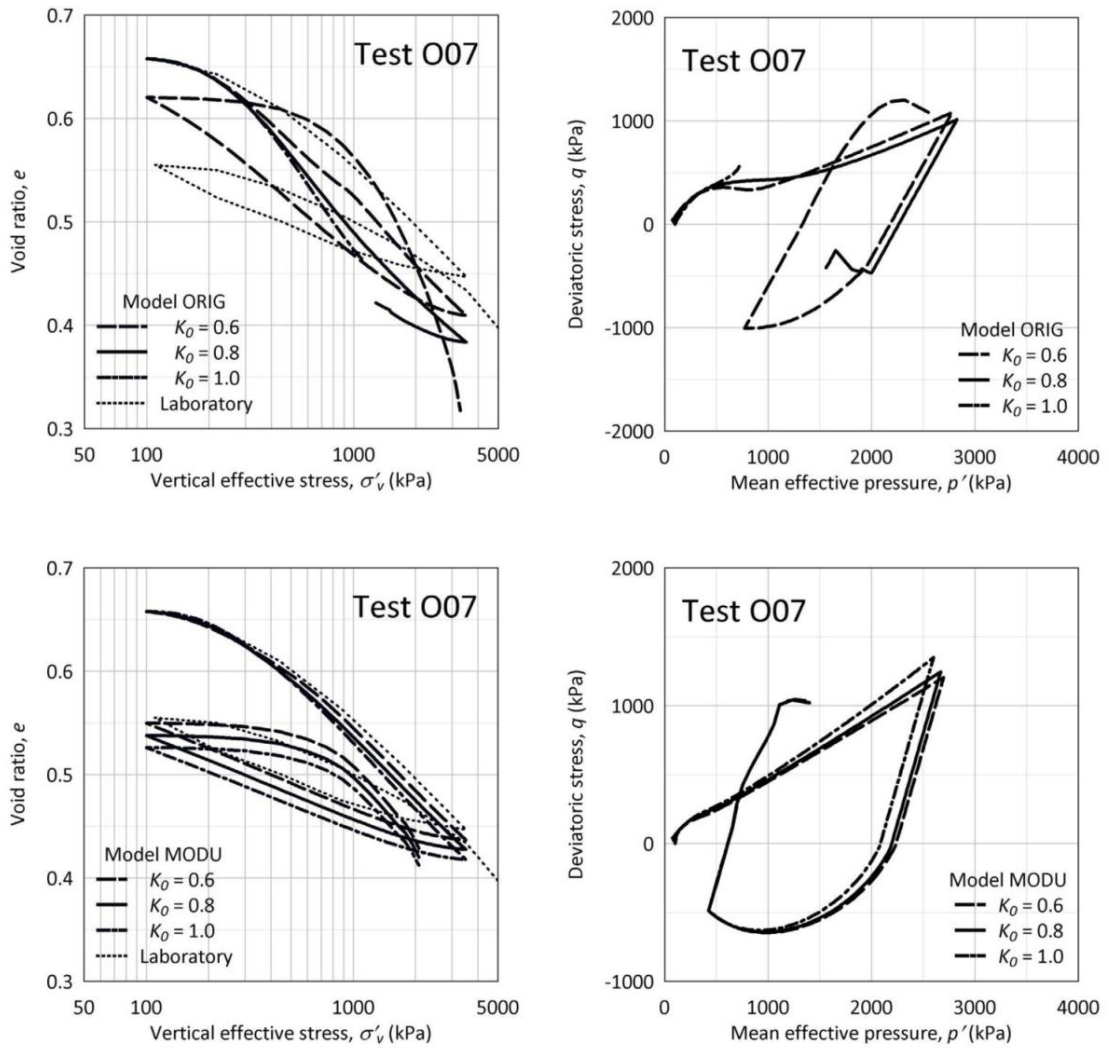 0.7
Test O07
0.6
0.5
0.4
0.3
Void ratio, e
Model ORIG
K0 = 0.6
K0 = 0.8
K0 = 1.0
Laboratory
50
100
1000
5000
Vertical effective stress, σ′v (kPa)
2000
Test O07
1000
0
-1000
-2000
Deviatoric stress, q (kPa)
Model ORIG
K0 = 0.6
K0 = 0.8
K0 = 1.0
0
1000
2000
3000
4000
Mean effective pressure, p′(kPa)
0.7
Test O07
0.6
0.5
0.4
0.3
Void ratio, e
Model MODU
K0 = 0.6
K0 = 0.8
K0 = 1.0
Laboratory
50
100
1000
5000
Vertical effective stress, σ′v (kPa)
2000
Test O07
1000
0
-1000
Deviatoric stress, q (kPa)
Model MODU
K0 = 0.6
K0 = 0.8
K0 = 1.0
0
1000
2000
3000
4000
Mean effective pressure, p′ (kPa)